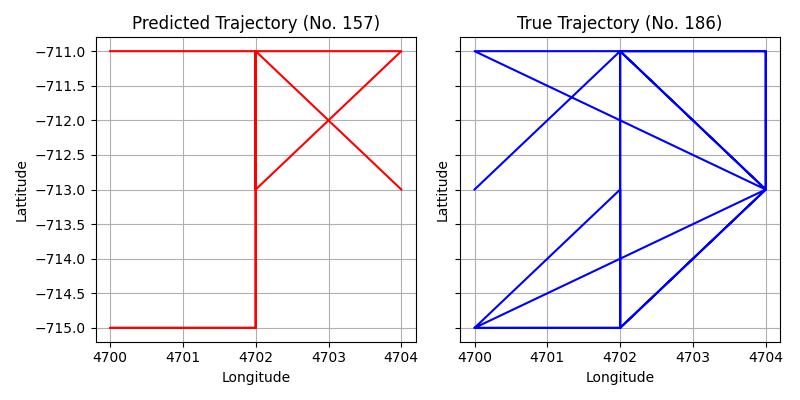 Predicted Trajectory (No. 157)
True Trajectory (No. 186)
Lattitude
−711.0
−711.5
−712.0
−712.5
−713.0
−713.5
−714.0
−714.5
−715.0
4700 4701 4702 4703 4704
Longitude
Lattitude
4700 4701 4702 4703 4704
Longitude